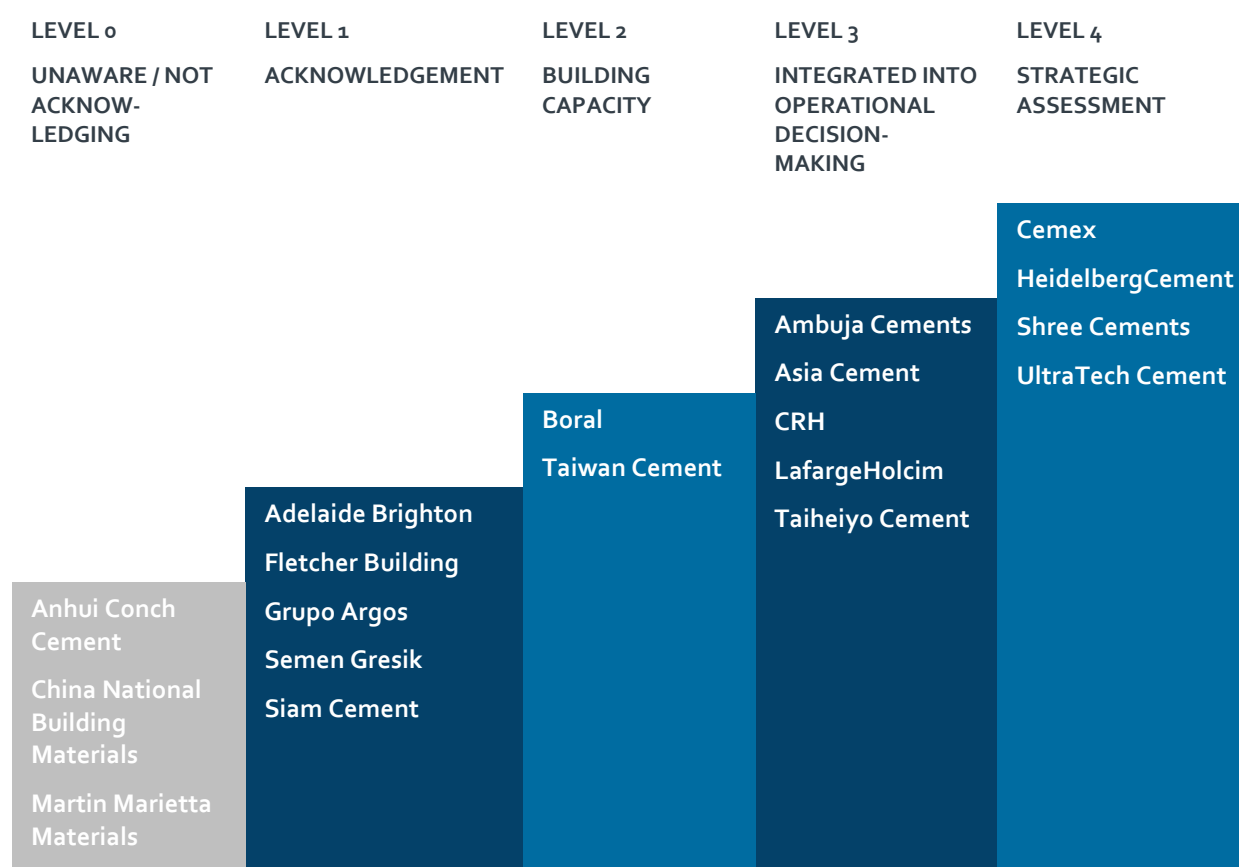 LEVEL 0
UNAWARE / NOT
ACKNOW-
LEDGING
LEVEL 1
ACKNOWLEDGEMENT
LEVEL 2
BUILDING
CAPACITY
LEVEL 3
INTEGRATED INTO
OPERATIONAL
DECISION-
MAKING
LEVEL 4
STRATEGIC
ASSESSMENT
Anhui Conch
Cement
China National
Building
Materials
Martin Marietta
Materials
Adelaide Brighton
Fletcher Building
Grupo Argos
Semen Gresik
Siam Cement
Boral
Taiwan Cement
Ambuja Cements
Asia Cement
CRH
LafargeHolcim
Taiheiyo Cement
Cemex
HeidelbergCement
Shree Cements
UltraTech Cement